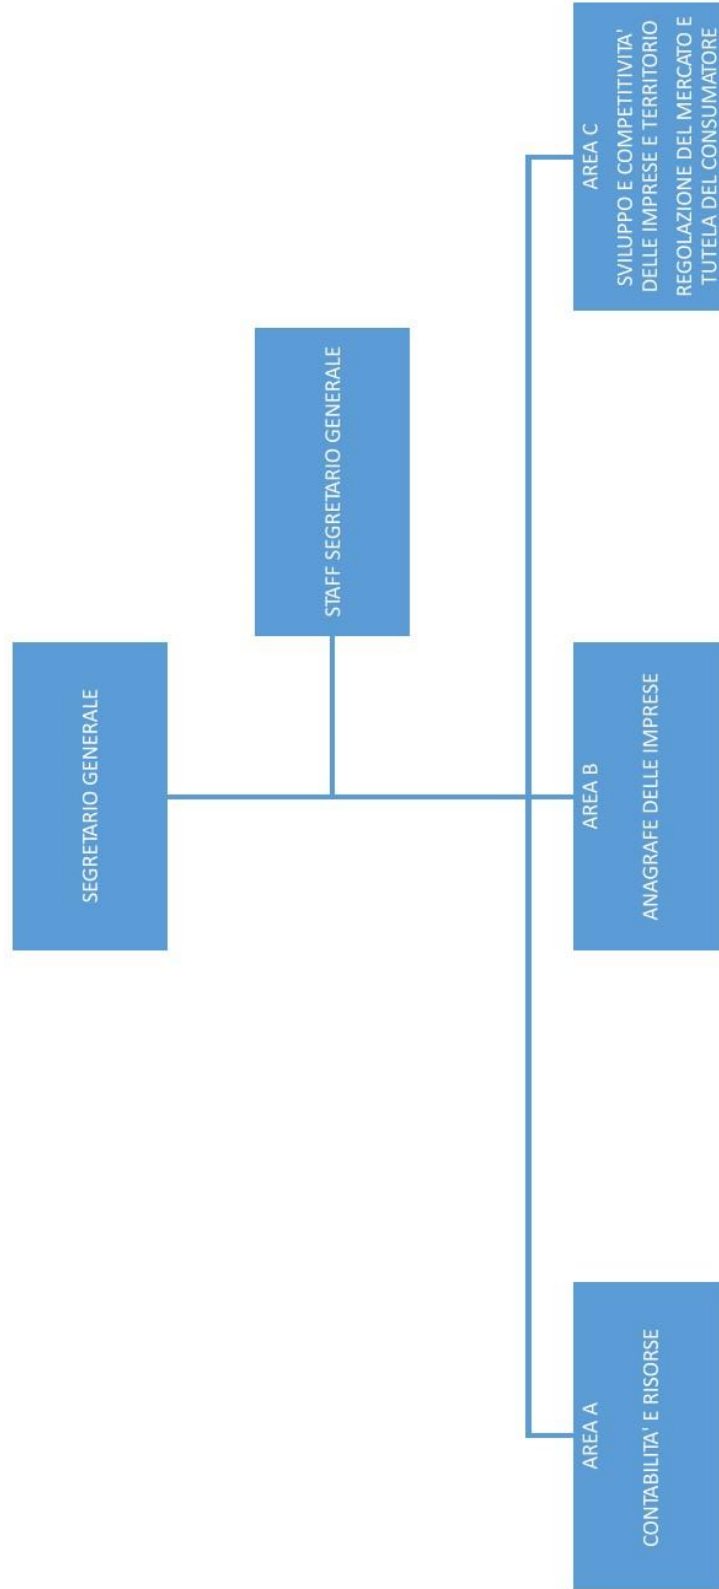 SEGRETARIO GENERALE
STAFF SEGRETARIO GENERALE
AREA A
CONTABILITA' E RISORSE
AREA B
ANAGRAFE DELLE IMPRESE
AREA C
SVILUPPO E COMPETITIVITA'
DELLE IMPRESE E TERRITORIO
REGOLAZIONE DEL MERCATO E
TUTELA DEL CONSUMATORE